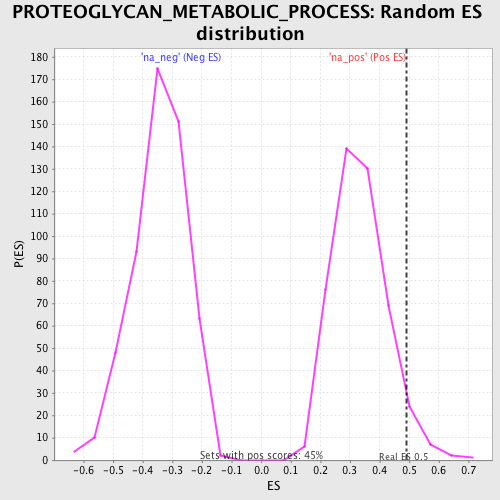 PROTEOGLYCAN_METABOLIC_PROCESS: Random ES
distribution
'na_neg' (Neg ES)
'na_pos' (Pos ES)
180
170
160
150
140
130
120
110
100
90
80
70
60
50
40
30
20
10
0
P(ES)
Sets with pos scores: 45%
Real ES 0.5
-0.6 -0.5 -0.4 -0.3 -0.2 -0.1 0.0 0.1 0.2 0.3 0.4 0.5 0.6 0.7
ES